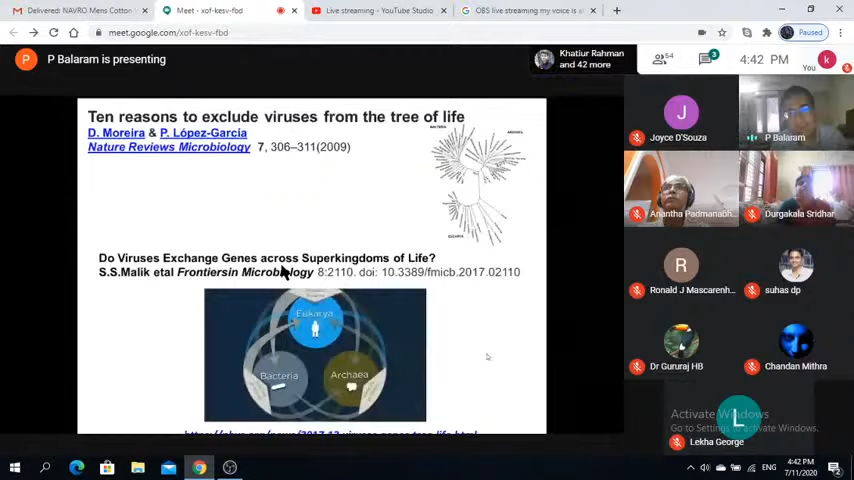 Delivered: NAVRO Mens Cotton
Meet - xof-kesv-fbd
Live streaming - YouTube Studio
OBS live streaming my voice is a
meet.google.com/xof-kesv-fbd
Paused
P
P Balaram is presenting
Khatiur Rahman
and 42 more
54
3
4:42 PM
You
k
Ten reasons to exclude viruses from the tree of life
D. Moreira & P. López-Garcia
Nature Reviews Microbiology 7, 306–311(2009)
BACTERIA
ARCHAEA
EUCARYA
Do Viruses Exchange Genes across Superkingdoms of Life?
S.S.Malik etal Frontiersin Microbiology 8:2110. doi: 10.3389/fmicb.2017.02110
Eukarya
Bacteria
Archaea
J
Joyce D'Souza
P Balaram
Anantha Padmanabh...
Durgakala Sridhar
R
Ronald J Mascarenh...
suhas dp
Dr Gururaj HB
Chandan Mithra
L
Lekha George
Activate Windows
Go to Settings to activate Windows.
ENG
4:42 PM
7/11/2020
2